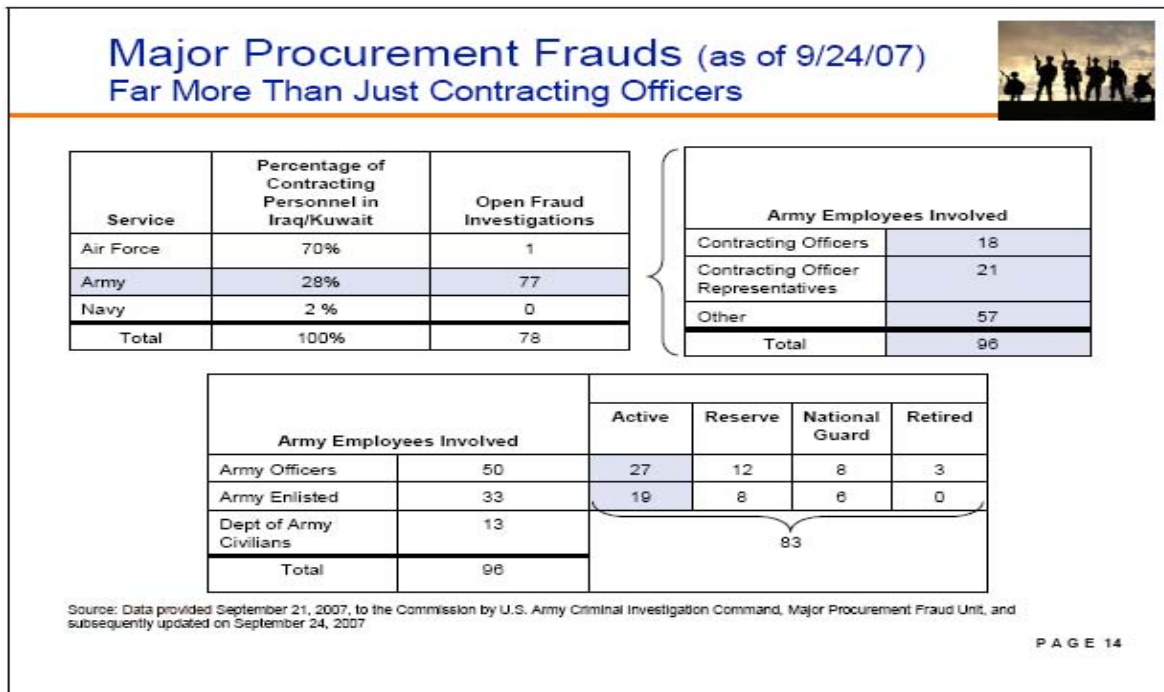 Major Procurement Frauds (as of 9/24/07)
Far More Than Just Contracting Officers
Service
Percentage of
Contracting
Personnel in
Iraq/Kuwait
Open Fraud
Investigations
Air Force 70% 1
Army 28% 77
Navy 2 % 0
Total 100% 78
Army Employees Involved
Contracting Officers 18
Contracting Officer
Representatives 21
Other 57
Total 96
Army Employees Involved
Active Reserve National
Guard Retired
Army Officers 50 27 12 8 3
Army Enlisted 33 19 8 6 0
Dept of Army
Civilians 13
83
Total 96
Source: Data provided September 21, 2007, to the Commission by U.S. Army Criminal Investigation Command, Major Procurement Fraud Unit, and
subsequently updated on September 24, 2007
PAGE 14